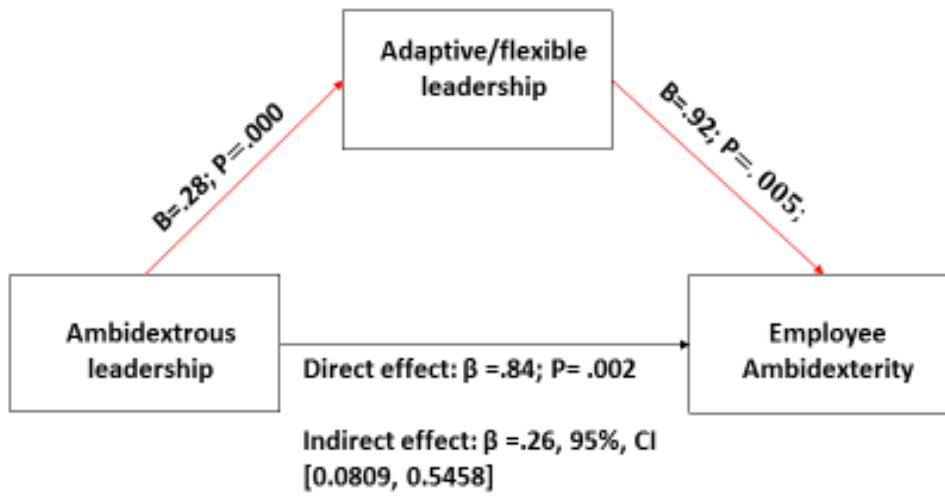 Adaptive/flexible
leadership
B=.28; P=.000
B=.92; P=. 005;
Ambidextrous
leadership
Employee
Ambidexterity
Direct effect: β =.84; P= .002
Indirect effect: β =.26, 95%, CI
[0.0809, 0.5458]